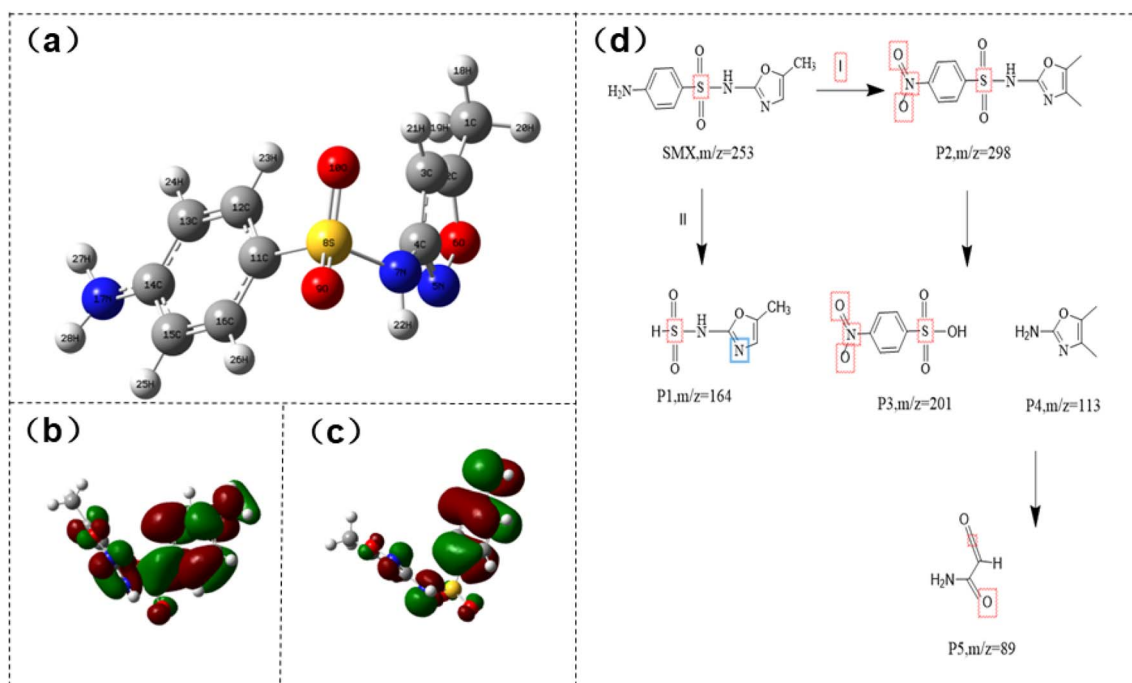 (a)
18H
21H
19H
1C
20H
23H
10O
3C
2C
24H
12C
13C
4C
6O
27H
11C
8S
7N
5N
14C
9O
17N
16C
15C
22H
28H
26H
25H
(b)
(c)
(d)
O
O
CH3
H
N
H2N
S
N
O
SMX,m/z=253
I
O
O
O
H
N
N
S
N
O
O
P2,m/z=298
II
O
O
CH3
H
N
H
S
N
O
P1,m/z=164
O
O
N
S
OH
O
O
P3,m/z=201
O
H2N
N
P4,m/z=113
O
H
H2N
O
P5,m/z=89